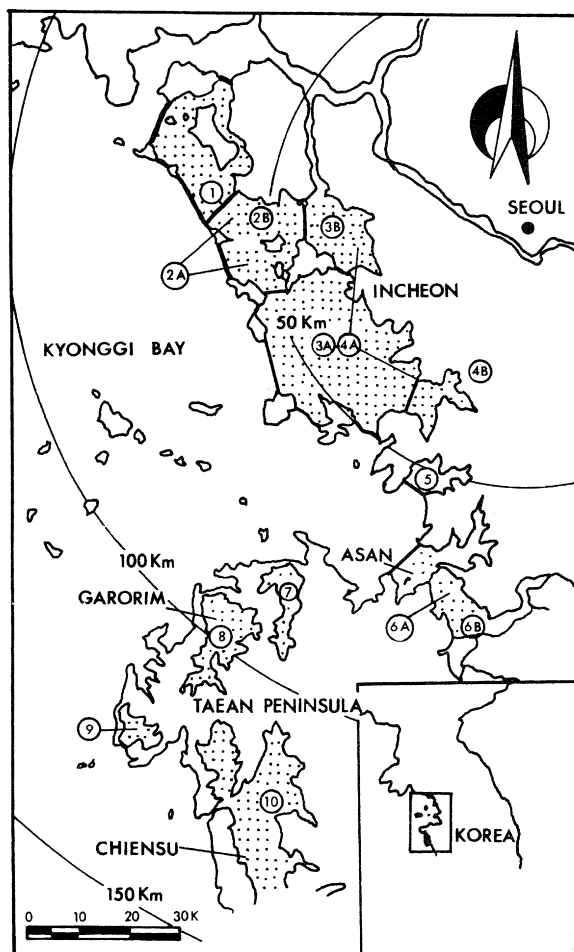 1
SEOUL
2B
3B
2A
INCHEON
50 Km
3A 4A
KYONGGI BAY
4B
5
100 Km
ASAN
GARORIM
7
6A
6B
8
TAEAN PENINSULA
9
10
KOREA
CHIENSU
150 Km
0 10 20 30K